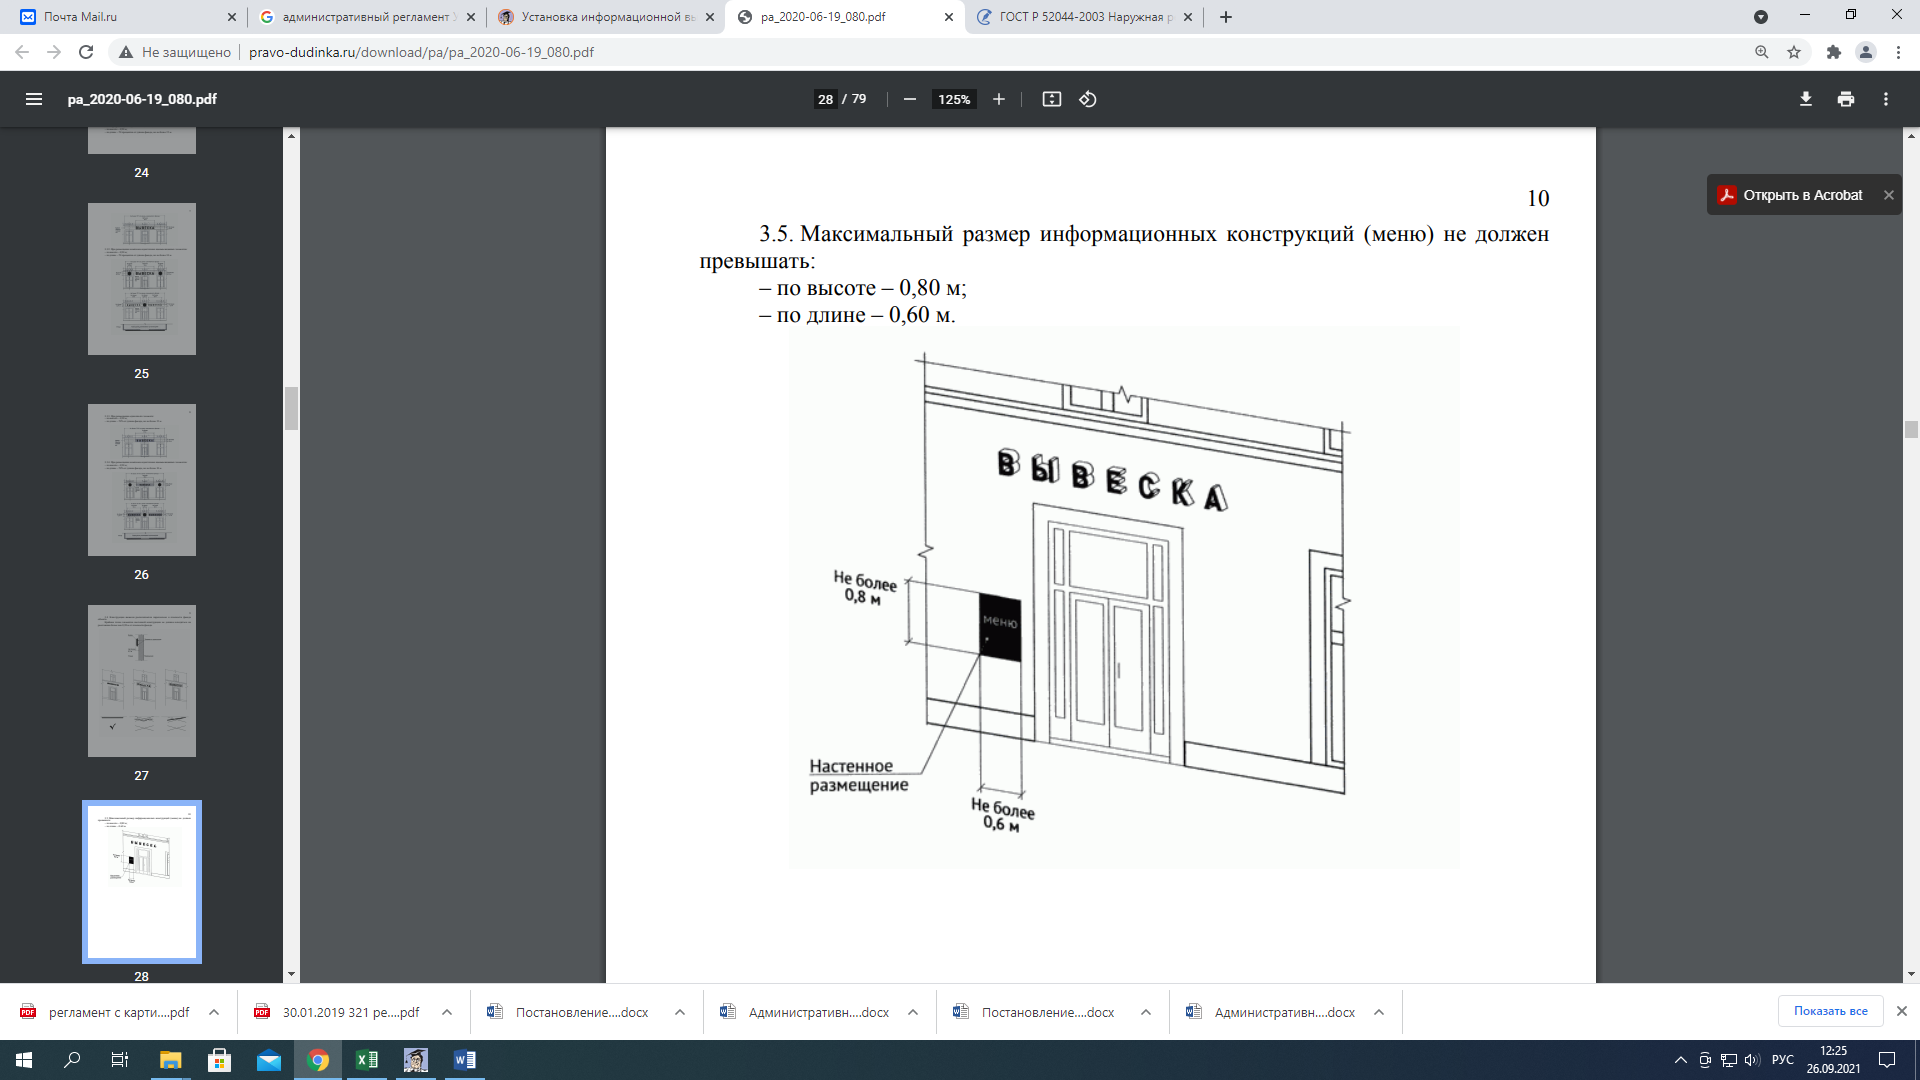 Почта Mail.ru
административный регламент
Установка информационной вы
pa_2020-06-19_080.pdf
ГОСТ Р 52044-2003 Наружная р
Не защищено
pravo-dudinka.ru/download/pa/pa_2020-06-19_080.pdf
pa_2020-06-19_080.pdf
28 / 79
125%
Открыть в Acrobat
24
25
26
27
28
10
3.5. Максимальный размер информационных конструкций (меню) не должен
превышать:
– по высоте – 0,80 м;
– по длине – 0,60 м.
ВЫВЕСКА
Не более
0,8 м
меню
Настенное
размещение
Не более
0,6 м
регламент с карти....pdf
30.01.2019 321 ре....pdf
Постановление....docx
Административн....docx
Постановление....docx
Административн....docx
Показать все
РУС
12:25
26.09.2021